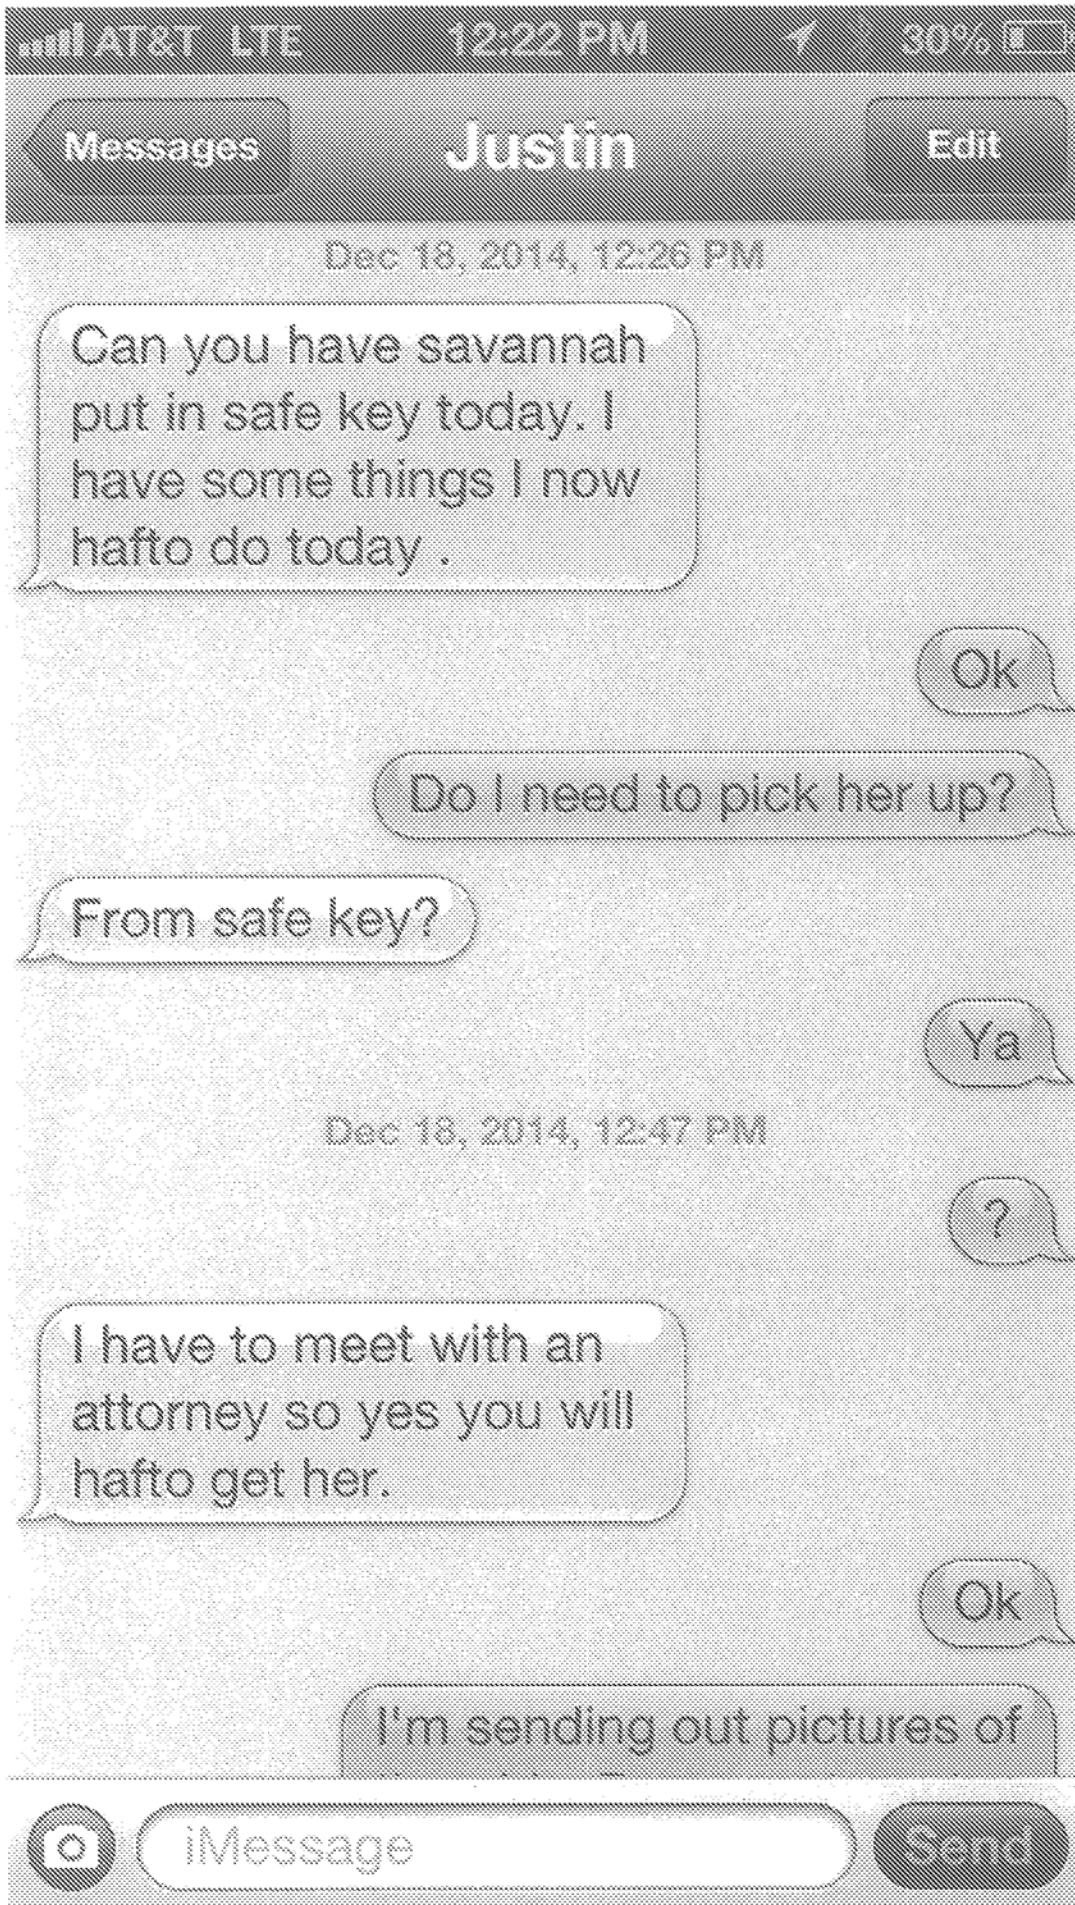 AT&T LTE 12:22 PM 30%
Messages Justin Edit
Dec 18, 2014, 12:26 PM
Can you have savannah
put in safe key today. I
have some things I now
hafto do today .
Ok
Do I need to pick her up?
From safe key?
Ya
Dec 18, 2014, 12:47 PM
?
I have to meet with an
attorney so yes you will
hafto get her.
Ok
I'm sending out pictures of
iMessage Send